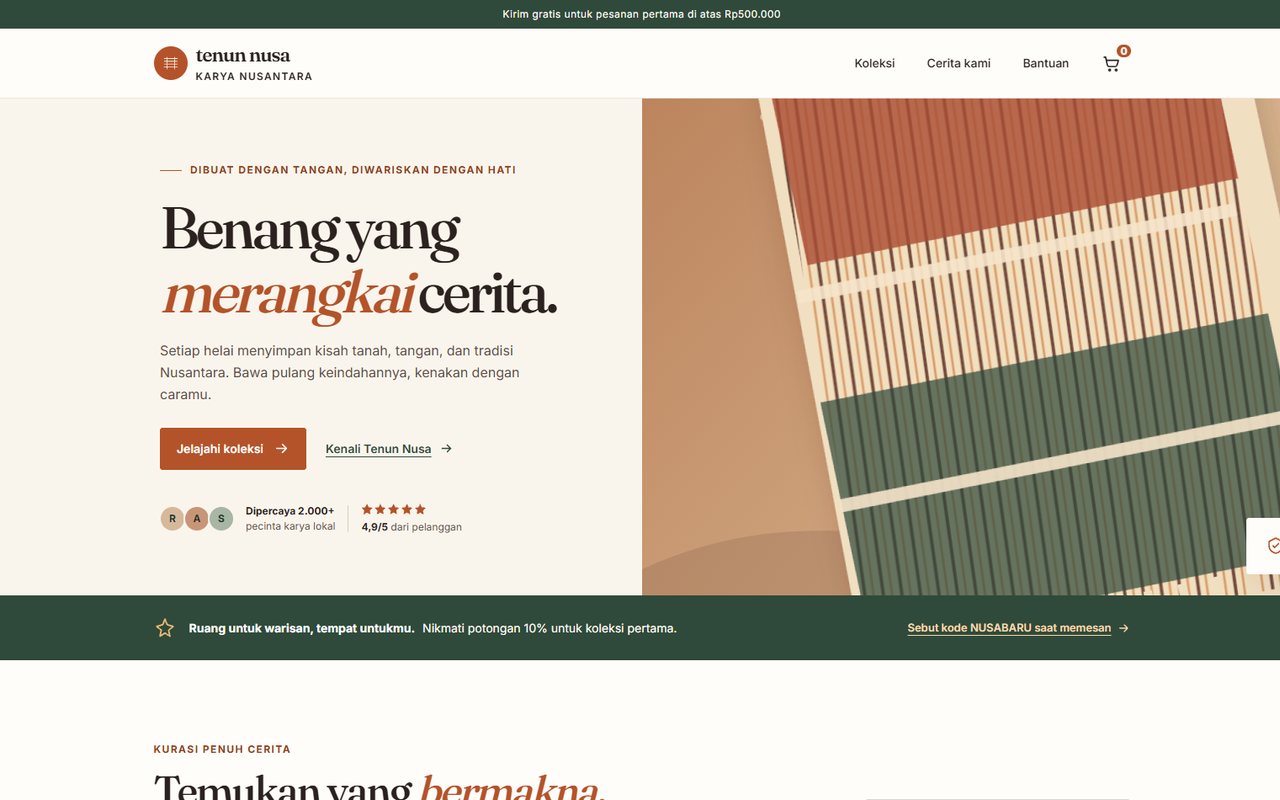 Kirim gratis untuk pesanan pertama di atas Rp500.000
tenun nusa
KARYA NUSANTARA
Koleksi
Cerita kami
Bantuan
0
DIBUAT DENGAN TANGAN, DIWARISKAN DENGAN HATI
Benang yang
merangkai cerita.
Setiap helai menyimpan kisah tanah, tangan, dan tradisi
Nusantara. Bawa pulang keindahannya, kenakan dengan
caramu.
Jelajahi koleksi
Kenali Tenun Nusa
R A S
Dipercaya 2.000+
pecinta karya lokal
4,9/5 dari pelanggan
Ruang untuk warisan, tempat untukmu. Nikmati potongan 10% untuk koleksi pertama.
Sebut kode NUSABARU saat memesan
KURASI PENUH CERITA
Temukan yang bermakna.